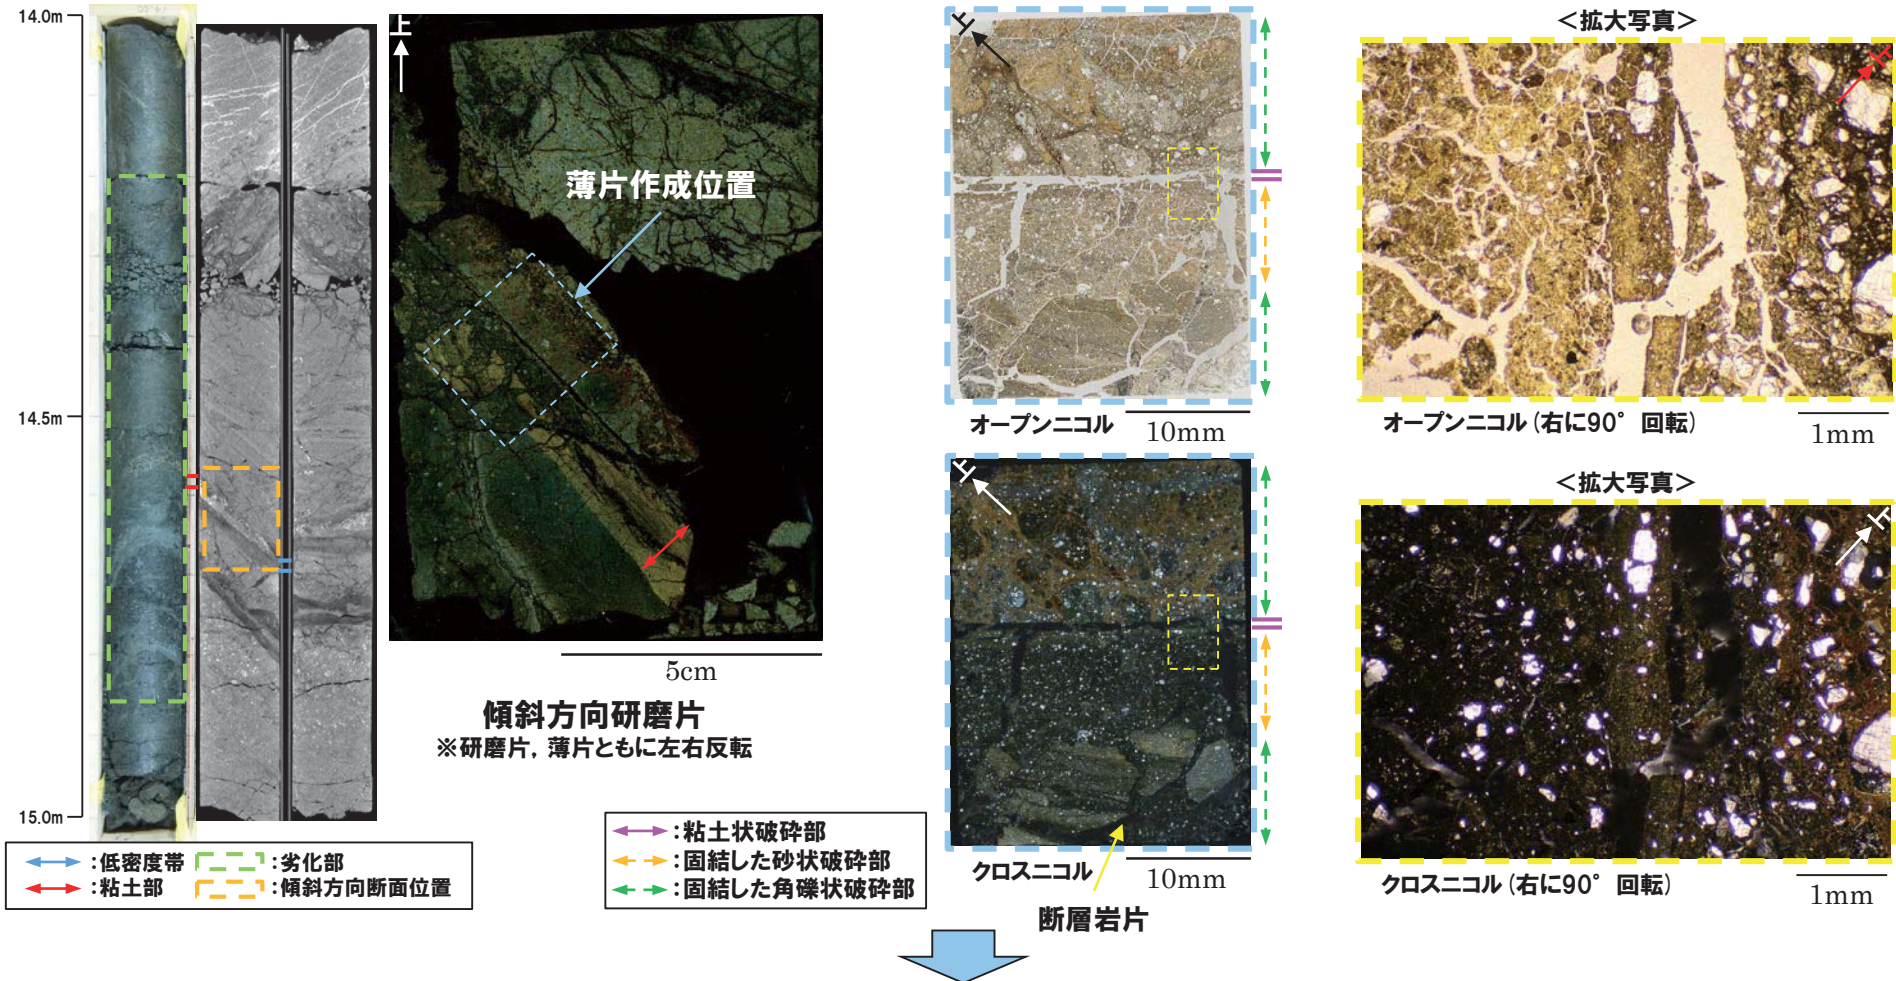 14.0m
14.5m
15.0m
上
薄片作成位置
5cm
傾斜方向研磨片
※研磨片，薄片ともに左右反転
上
オープンニコル
10mm
上
クロスニコル
10mm
断層岩片
＜拡大写真＞
上
オープンニコル (右に90° 回転)
1mm
＜拡大写真＞
上
クロスニコル (右に90° 回転)
1mm
：低密度帯
：劣化部
：粘土部
：傾斜方向断面位置
：粘土状破砕部
：固結した砂状破砕部
：固結した角礫状破砕部